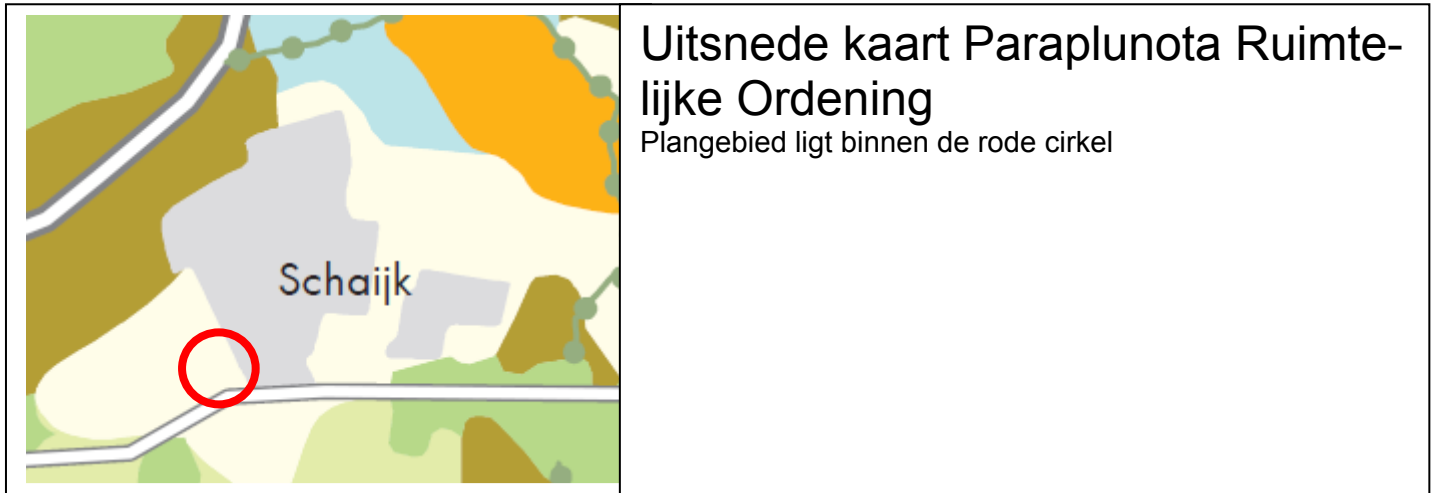 Uitsnede kaart Paraplunota Ruimte-
lijke Ordening
Plangebied ligt binnen de rode cirkel
Schaijk